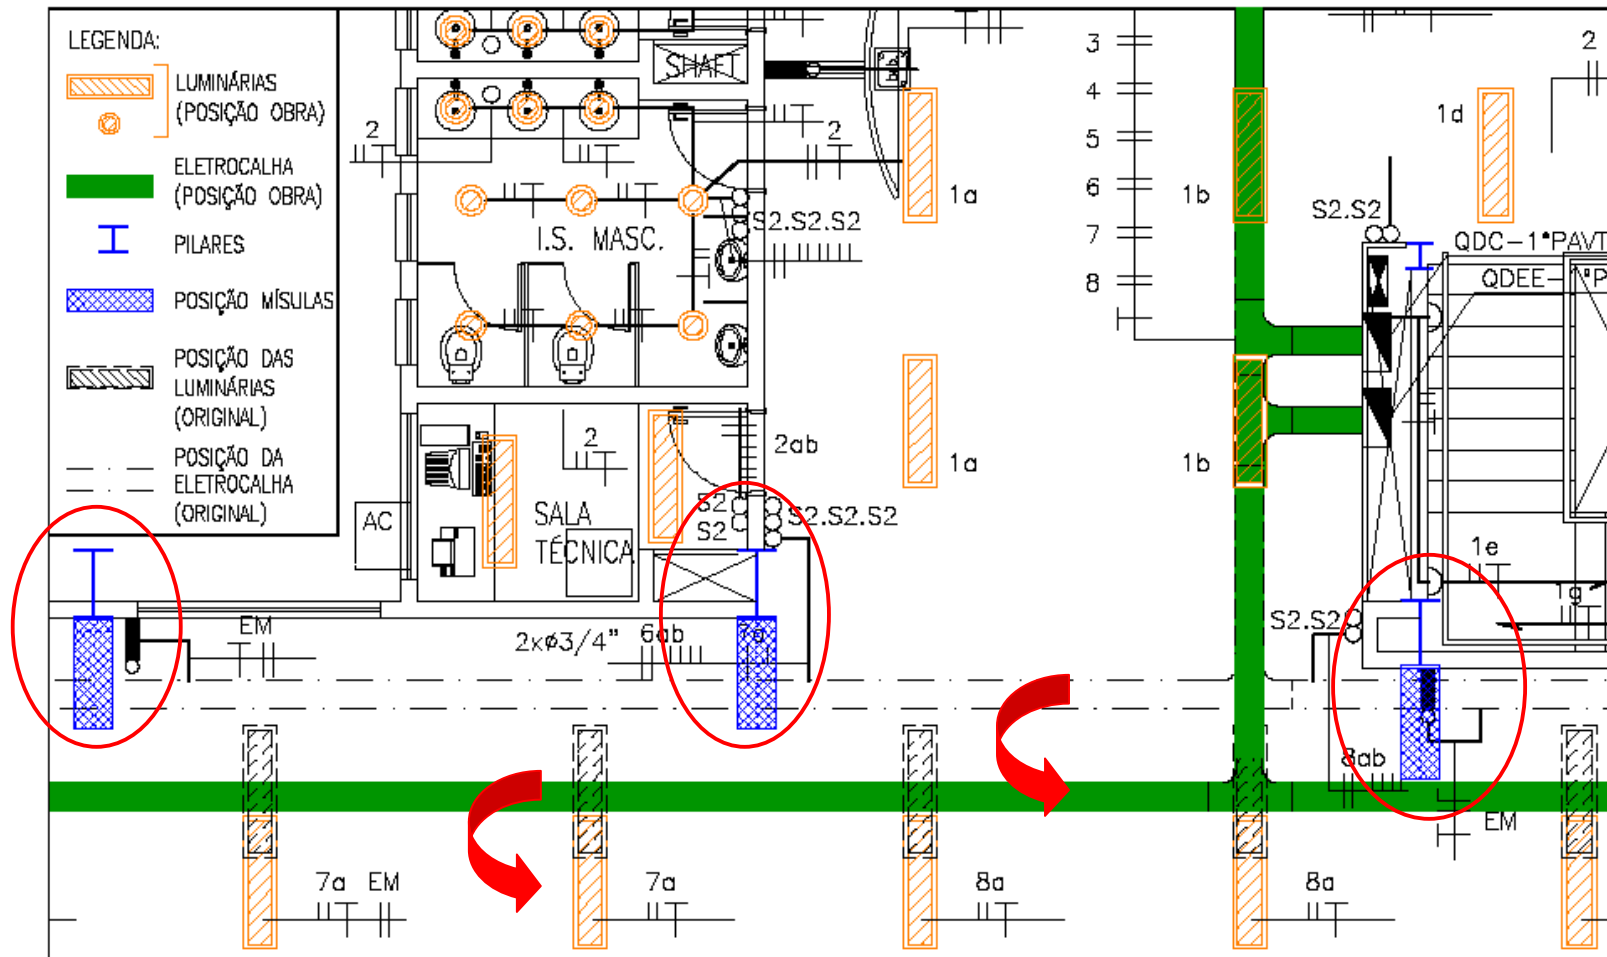 LEGENDA:
LUMINÁRIAS
(POSIÇÃO OBRA)
ELETROCALHA
(POSIÇÃO OBRA)
PILARES
POSIÇÃO MÍSULAS
POSIÇÃO DAS
LUMINÁRIAS
(ORIGINAL)
POSIÇÃO DA
ELETROCALHA
(ORIGINAL)
SHAFT
2
2
I.S. MASC.
S2.S2.S2
1a
3
4
5
6
7
8
1b
1d
2
S2.S2
QDC-1°PAVT
QDEE-
2
2ab
1a
1b
AC
SALA
TÉCNICA
S2
S2
S2.S2.S2
1e
g
S2.S2
EM
2xø3/4"
6ab
7a
8ab
EM
7a EM
7a
8a
8a